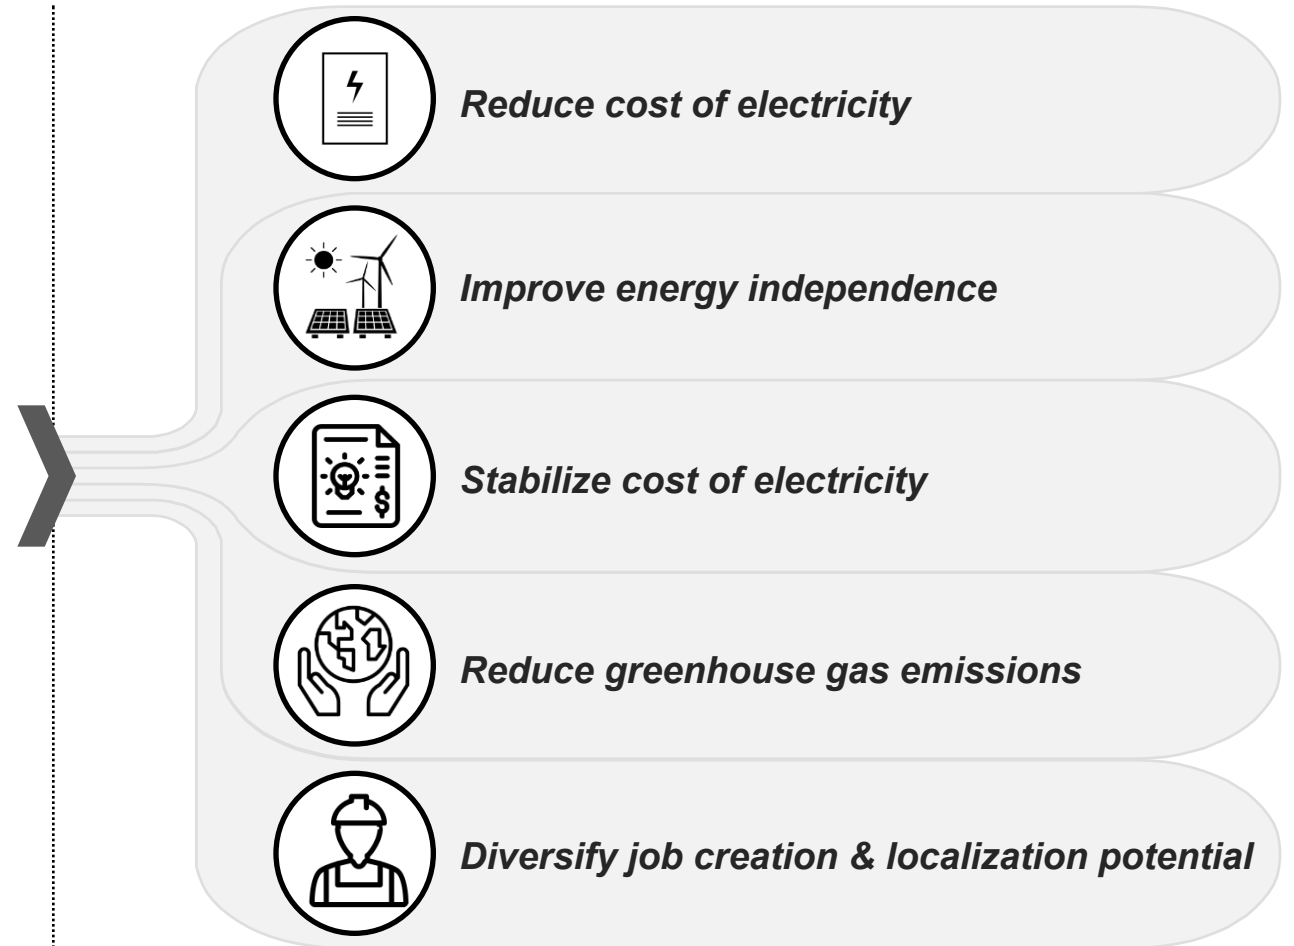 Reduce cost of electricity
Improve energy independence
Stabilize cost of electricity
Reduce greenhouse gas emissions
Diversify job creation & localization potential